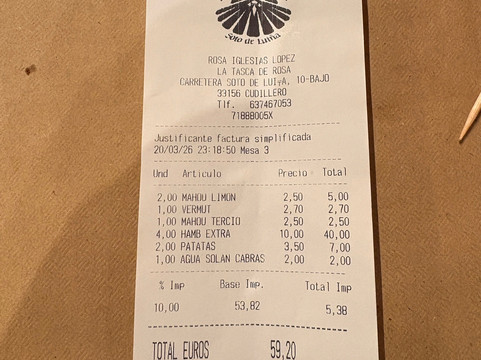 Soto de Luiña
ROSA IGLESIAS LOPEZ
LA TASCA DE ROSA
CARRETERA SOTO DE LUIyA, 10-BAJO
33156 CUDILLERO
Tlf. 637467053
71888005X
Justificante factura simplificada
20/03/26 23:18:50 Mesa 3
Und Artículo Precio Total
2,00 MAHOU LIMON 2,50 5,00
1,00 VERMUT 2,70 2,70
1,00 MAHOU TERCIO 2,50 2,50
4,00 HAMB EXTRA 10,00 40,00
2,00 PATATAS 3,50 7,00
1,00 AGUA SOLAN CABRAS 2,00 2,00
% Imp Base Imp. Total Imp
10,00 53,82 5,38
TOTAL EUROS 59,20